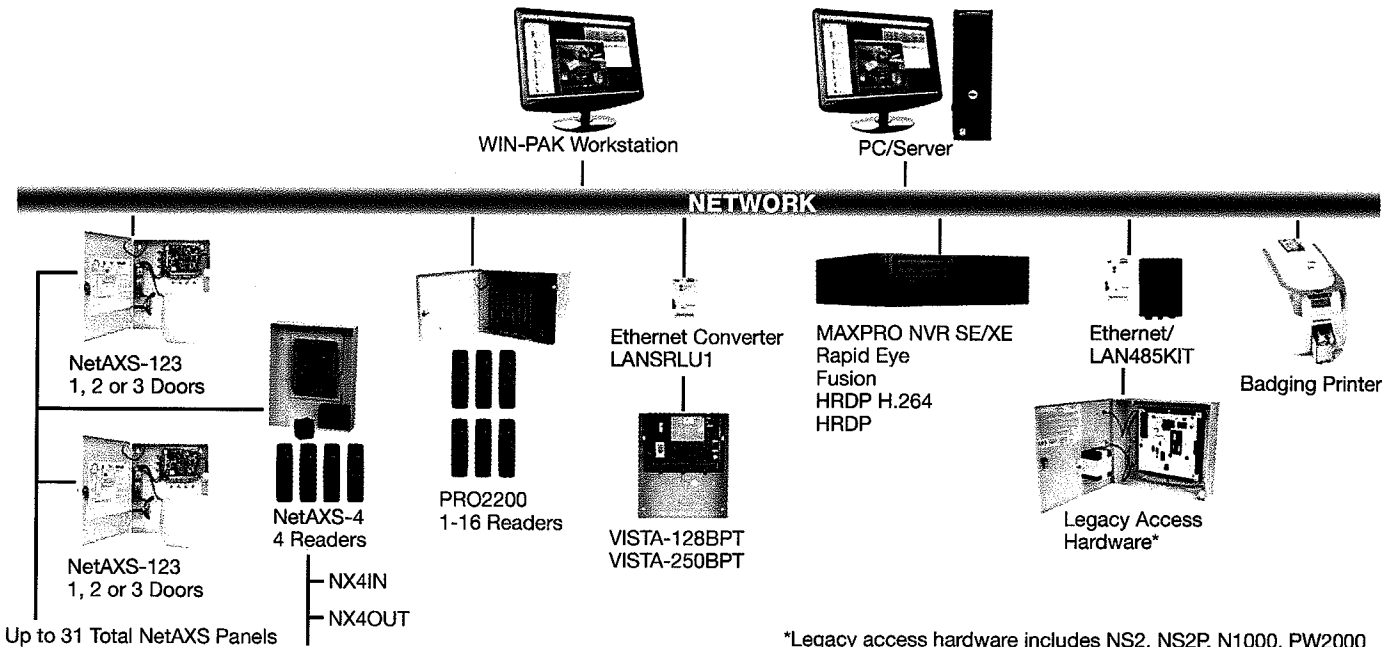 WIN-PAK Workstation
PC/Server
NETWORK
NetAXS-123
1, 2 or 3 Doors
NetAXS-123
1, 2 or 3 Doors
Up to 31 Total NetAXS Panels
NetAXS-4
4 Readers
NX4IN
NX4OUT
PRO2200
1-16 Readers
Ethernet Converter
LANSRLU1
VISTA-128BPT
VISTA-250BPT
MAXPRO NVR SE/XE
Rapid Eye
Fusion
HRDP H.264
HRDP
Ethernet/
LAN485KIT
Legacy Access
Hardware*
Badging Printer
*Legacy access hardware includes NS2, NS2P, N1000, PW2000